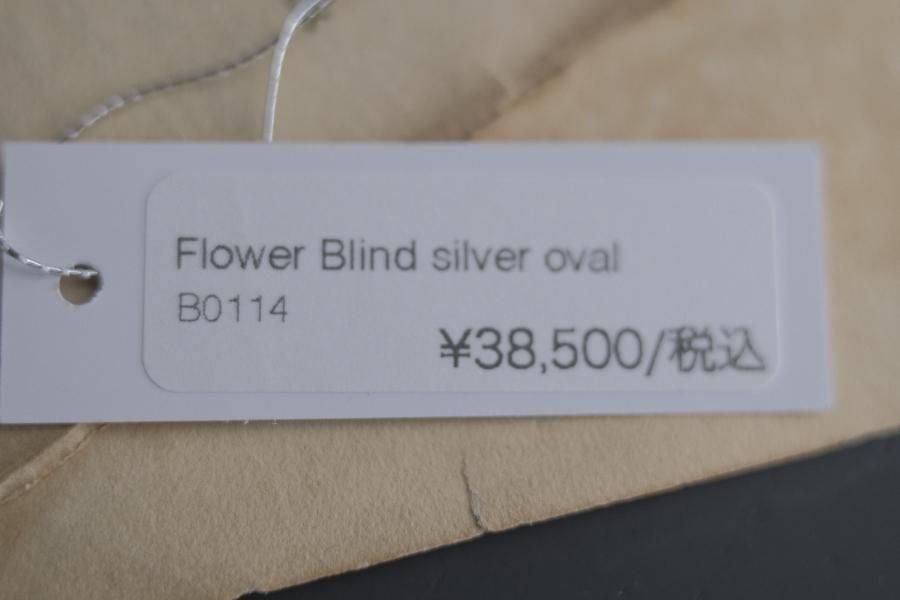 Flower Blind silver oval
B0114
¥38,500/税込